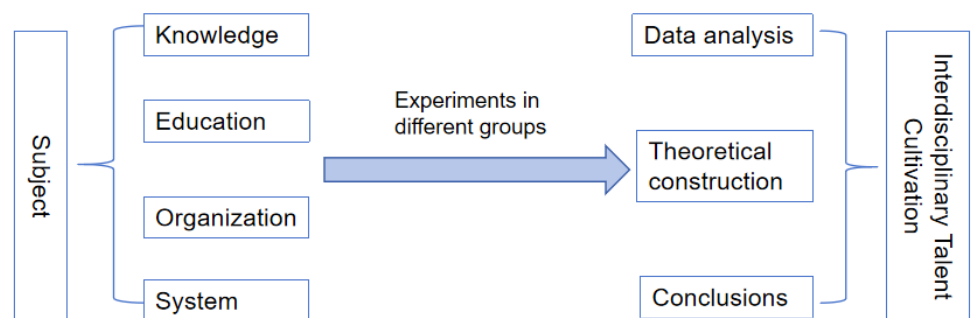 Subject
Knowledge
Education
Organization
System
Experiments in
different groups
Data analysis
Theoretical
construction
Conclusions
Interdisciplinary Talent
Cultivation